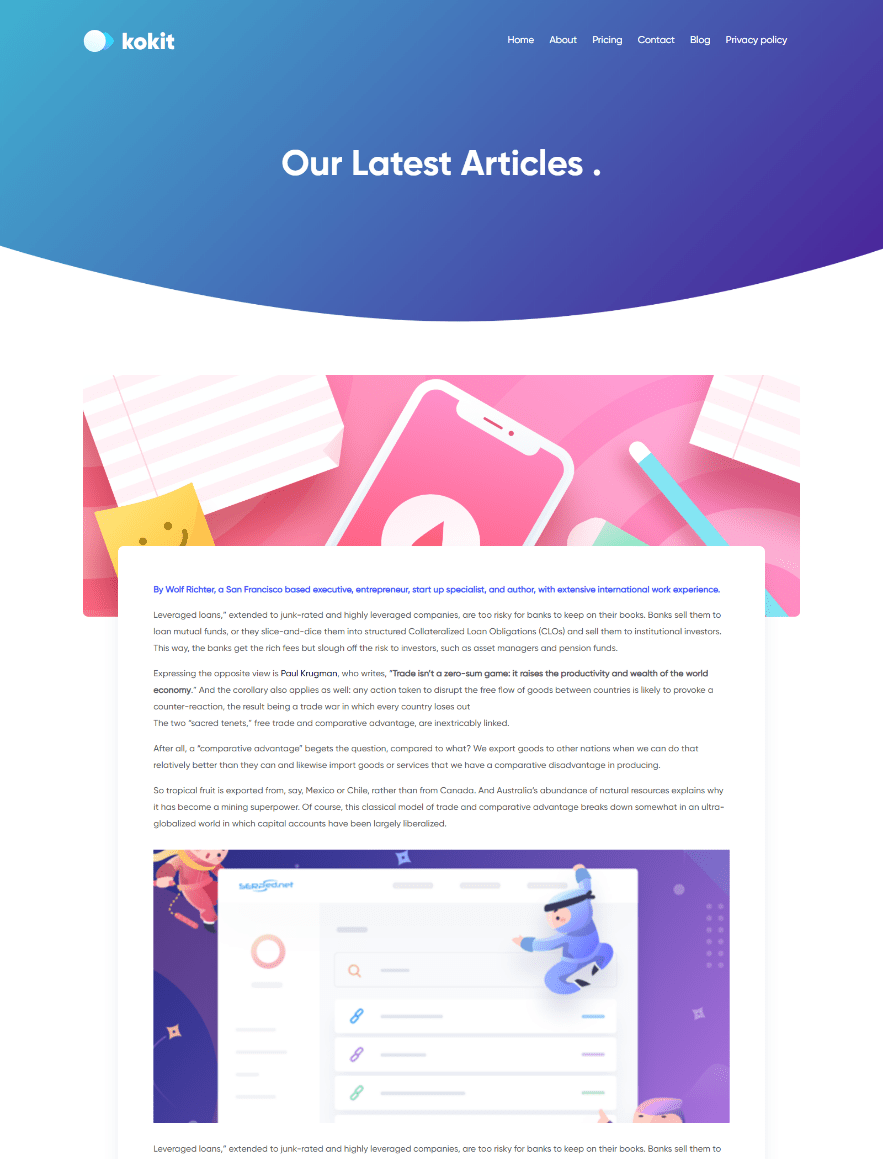 kokit
Home About Pricing Contact Blog Privacy policy
Our Latest Articles .
By Wolf Richter, a San Francisco based executive, entrepreneur, start up specialist, and author, with extensive international work experience.
Leveraged loans,” extended to junk-rated and highly leveraged companies, are too risky for banks to keep on their books. Banks sell them to
loan mutual funds, or they slice-and-dice them into structured Collateralized Loan Obligations (CLOs) and sell them to institutional investors.
This way, the banks get the rich fees but slough off the risk to investors, such as asset managers and pension funds.
Expressing the opposite view is Paul Krugman, who writes, “Trade isn’t a zero-sum game: it raises the productivity and wealth of the world
economy.” And the corollary also applies as well: any action taken to disrupt the free flow of goods between countries is likely to provoke a
counter-reaction, the result being a trade war in which every country loses out
The two “sacred tenets,” free trade and comparative advantage, are inextricably linked.
After all, a “comparative advantage” begets the question, compared to what? We export goods to other nations when we can do that
relatively better than they can and likewise import goods or services that we have a comparative disadvantage in producing.
So tropical fruit is exported from, say, Mexico or Chile, rather than from Canada. And Australia’s abundance of natural resources explains why
it has become a mining superpower. Of course, this classical model of trade and comparative advantage breaks down somewhat in an ultra-
globalized world in which capital accounts have been largely liberalized.
Leveraged loans,” extended to junk-rated and highly leveraged companies, are too risky for banks to keep on their books. Banks sell them to